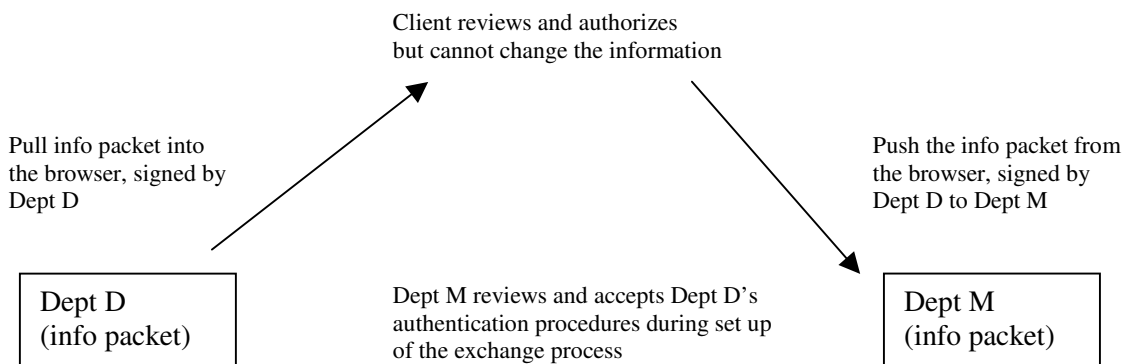 Client reviews and authorizes
but cannot change the information
Pull info packet into
the browser, signed by
Dept D
Push the info packet from
the browser, signed by
Dept D to Dept M
Dept D
(info packet)
Dept M reviews and accepts Dept D’s
authentication procedures during set up
of the exchange process
Dept M
(info packet)